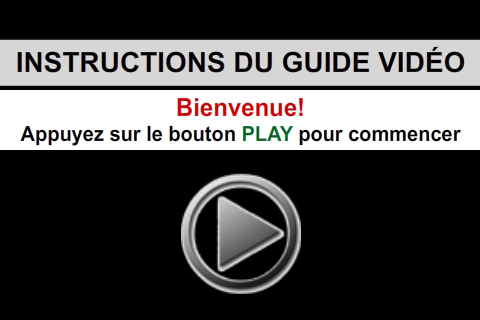 INSTRUCTIONS DU GUIDE VIDÉO
Bienvenue!
Appuyez sur le bouton PLAY pour commencer